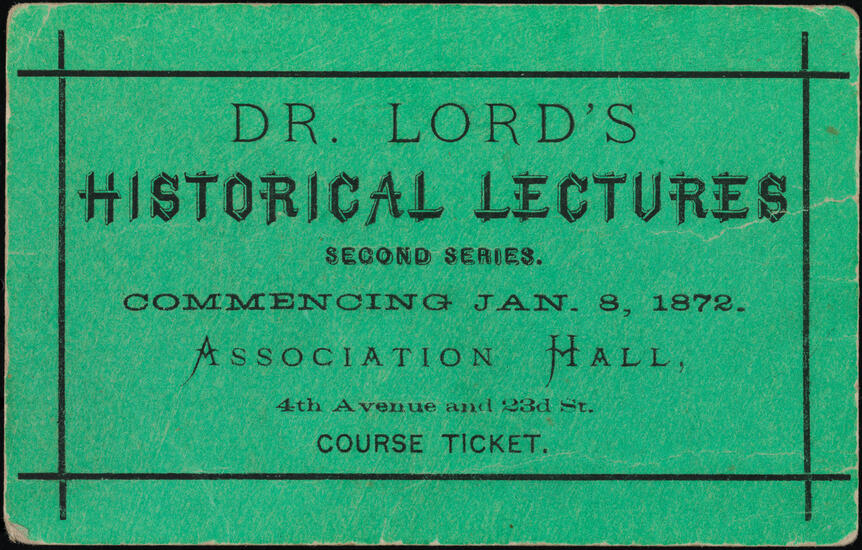 DR. LORD'S
HISTORICAL LECTURES
SECOND SERIES.
COMMENCING JAN. 8, 1872.
ASSOCIATION HALL,
4th Avenue and 23d St.
COURSE TICKET.